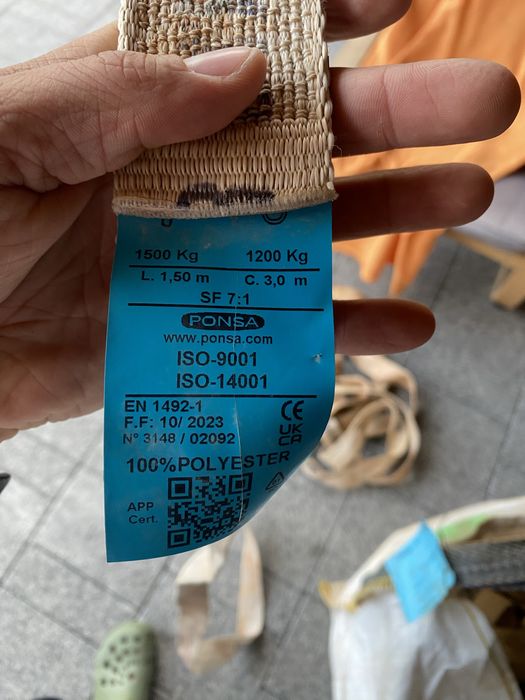 1500 Kg 1200 Kg
L. 1,50 m C. 3,0 m
SF 7:1
PONSA
www.ponsa.com
ISO-9001
ISO-14001
EN 1492-1
F.F: 10/ 2023
Nº 3148 / 02092
CE
UK
CA
100%POLYESTER
APP
Cert.